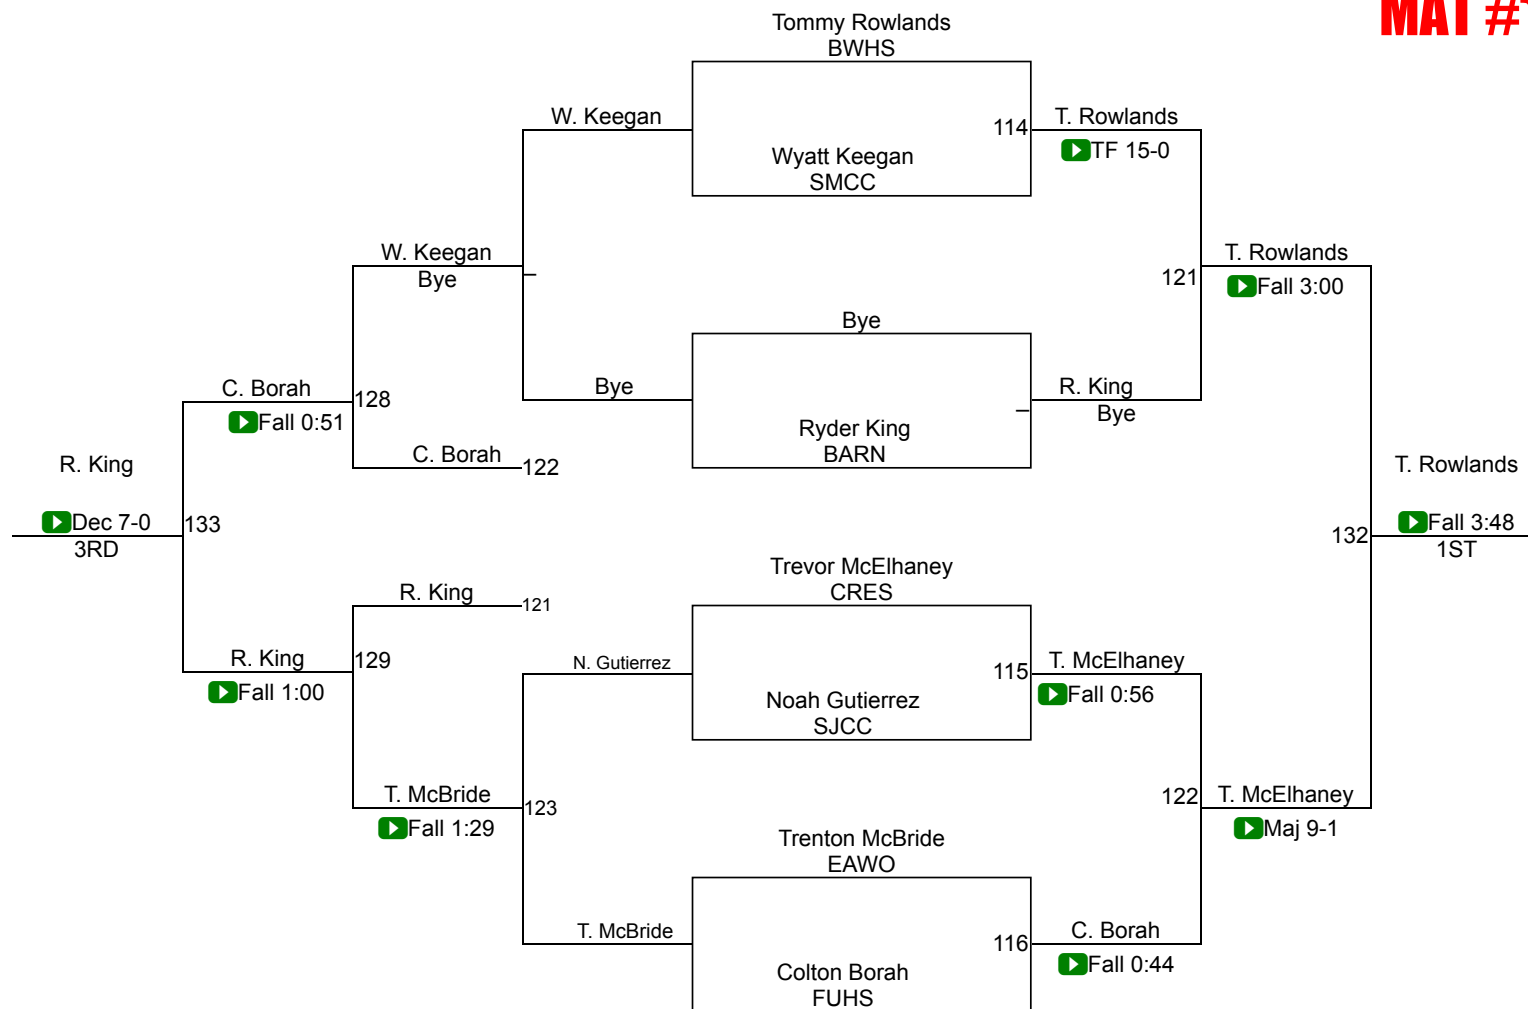 MAT #
Tommy Rowlands
BWHS
W. Keegan
114
T. Rowlands
TF 15-0
Wyatt Keegan
SMCC
W. Keegan
Bye
T. Rowlands
121
Fall 3:00
Bye
C. Borah
128
Fall 0:51
Bye
R. King
Bye
Ryder King
BARN
C. Borah
122
R. King
T. Rowlands
Dec 7-0
133
3RD
132
Fall 3:48
1ST
Trevor McElhaney
CRES
R. King
121
R. King
129
Fall 1:00
N. Gutierrez
115
T. McElhaney
Fall 0:56
Noah Gutierrez
SJCC
T. McBride
123
Fall 1:29
122
T. McElhaney
Maj 9-1
Trenton McBride
EAWO
T. McBride
116
C. Borah
Fall 0:44
Colton Borah
FUHS